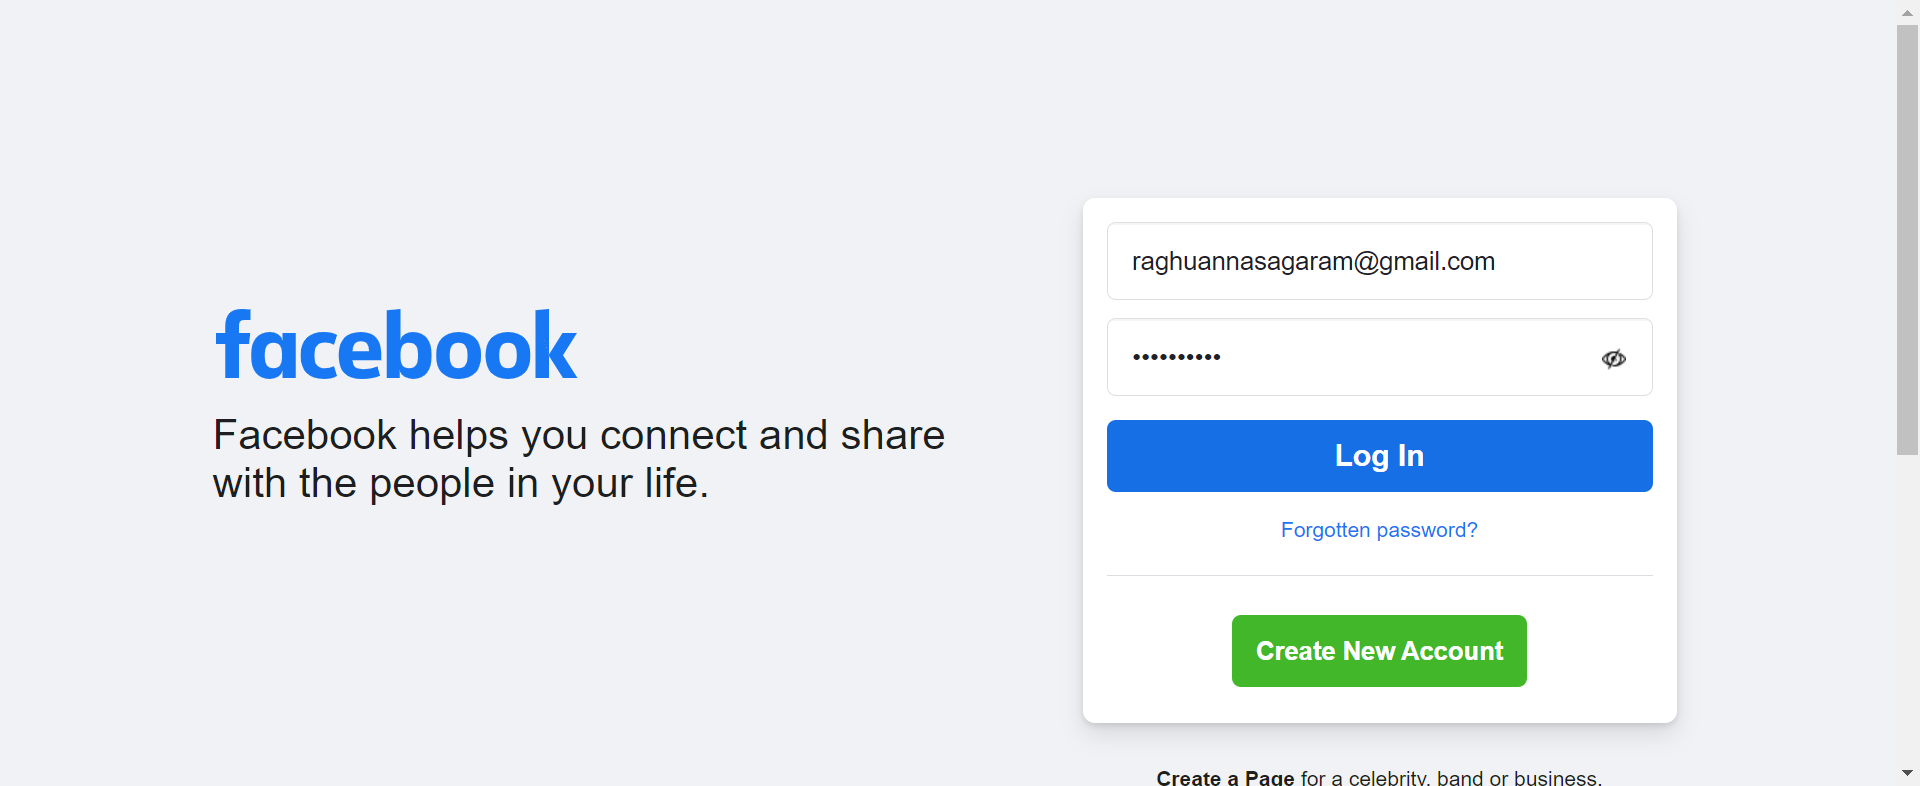 facebook
Facebook helps you connect and share
with the people in your life.
raghuannasagaram@gmail.com
••••••••••
Log In
Forgotten password?
Create New Account
Create a Page for a celebrity, band or business.